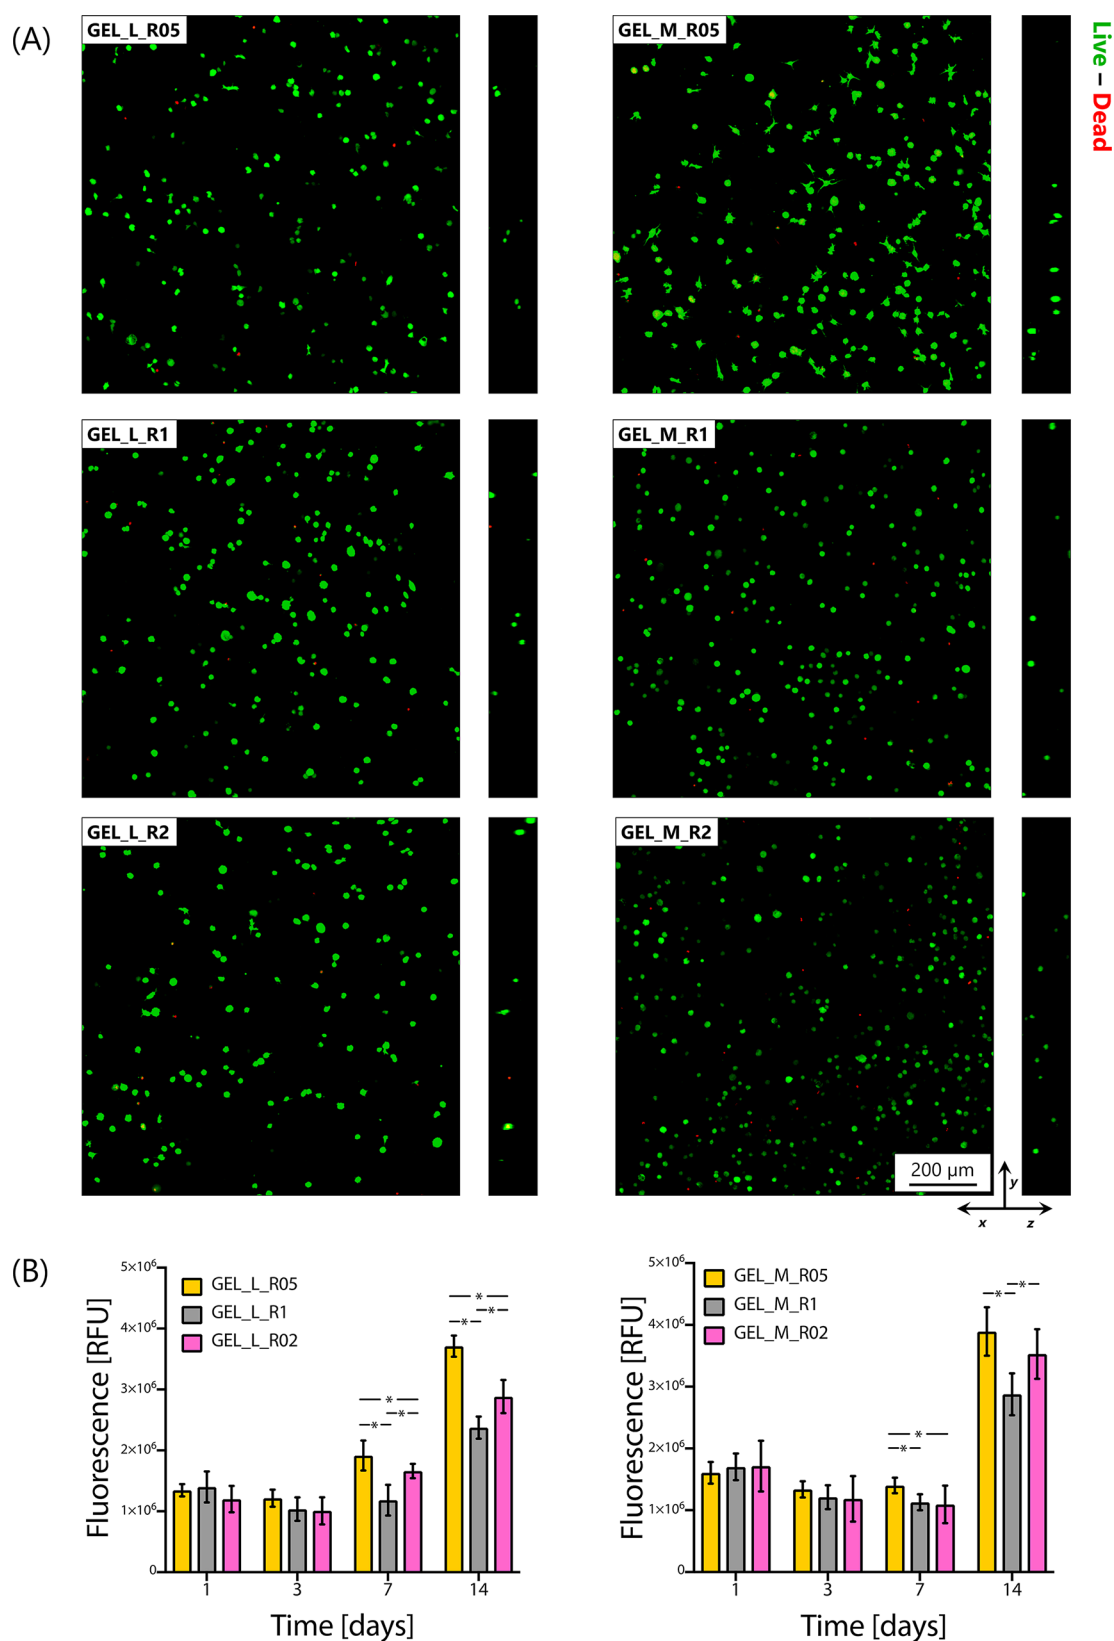 (A)
GEL_L_R05
GEL_M_R05
Live – Dead
GEL_L_R1
GEL_M_R1
GEL_L_R2
GEL_M_R2
200 µm
y
x
z
(B)
5×10⁶
4×10⁶
3×10⁶
2×10⁶
1×10⁶
0
Fluorescence [RFU]
GEL_L_R05
GEL_L_R1
GEL_L_R02
*
*
*
*
*
*
1
3
7
14
Time [days]
5×10⁶
4×10⁶
3×10⁶
2×10⁶
1×10⁶
0
Fluorescence [RFU]
GEL_M_R05
GEL_M_R1
GEL_M_R02
*
*
*
*
1
3
7
14
Time [days]